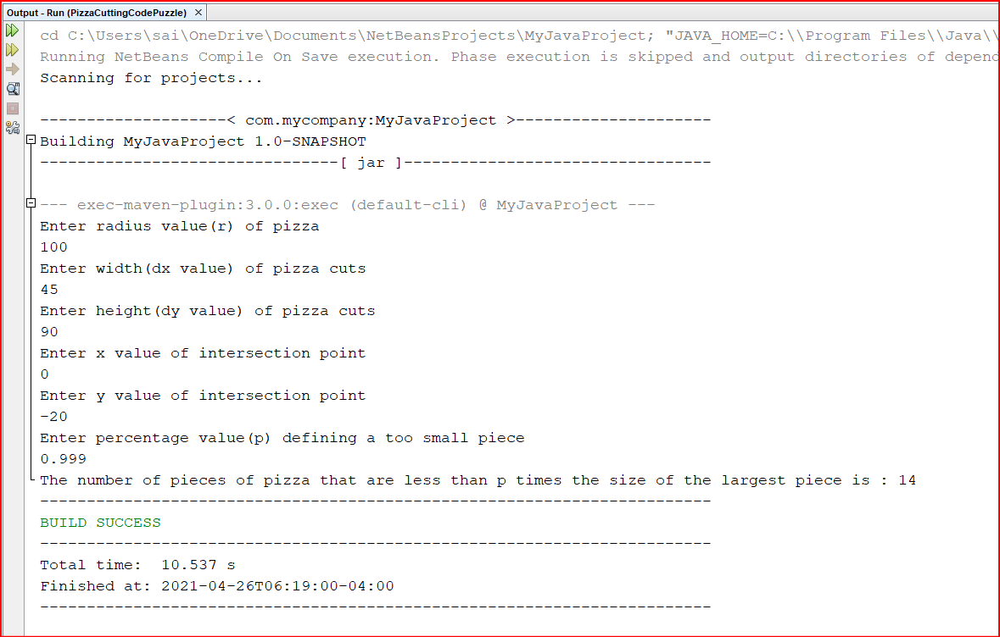 Output - Run (PizzaCuttingCodePuzzle) ×
cd C:\Users\sai\OneDrive\Documents\NetBeansProjects\MyJavaProject; "JAVA_HOME=C:\\Program Files\\Java\\
Running NetBeans Compile On Save execution. Phase execution is skipped and output directories of depend
Scanning for projects...
--------------------< com.mycompany:MyJavaProject >---------------------
Building MyJavaProject 1.0-SNAPSHOT
--------------------------------[ jar ]---------------------------------
--- exec-maven-plugin:3.0.0:exec (default-cli) @ MyJavaProject ---
Enter radius value(r) of pizza
100
Enter width(dx value) of pizza cuts
45
Enter height(dy value) of pizza cuts
90
Enter x value of intersection point
0
Enter y value of intersection point
-20
Enter percentage value(p) defining a too small piece
0.999
The number of pieces of pizza that are less than p times the size of the largest piece is : 14
------------------------------------------------------------------------
BUILD SUCCESS
------------------------------------------------------------------------
Total time:  10.537 s
Finished at: 2021-04-26T06:19:00-04:00
------------------------------------------------------------------------